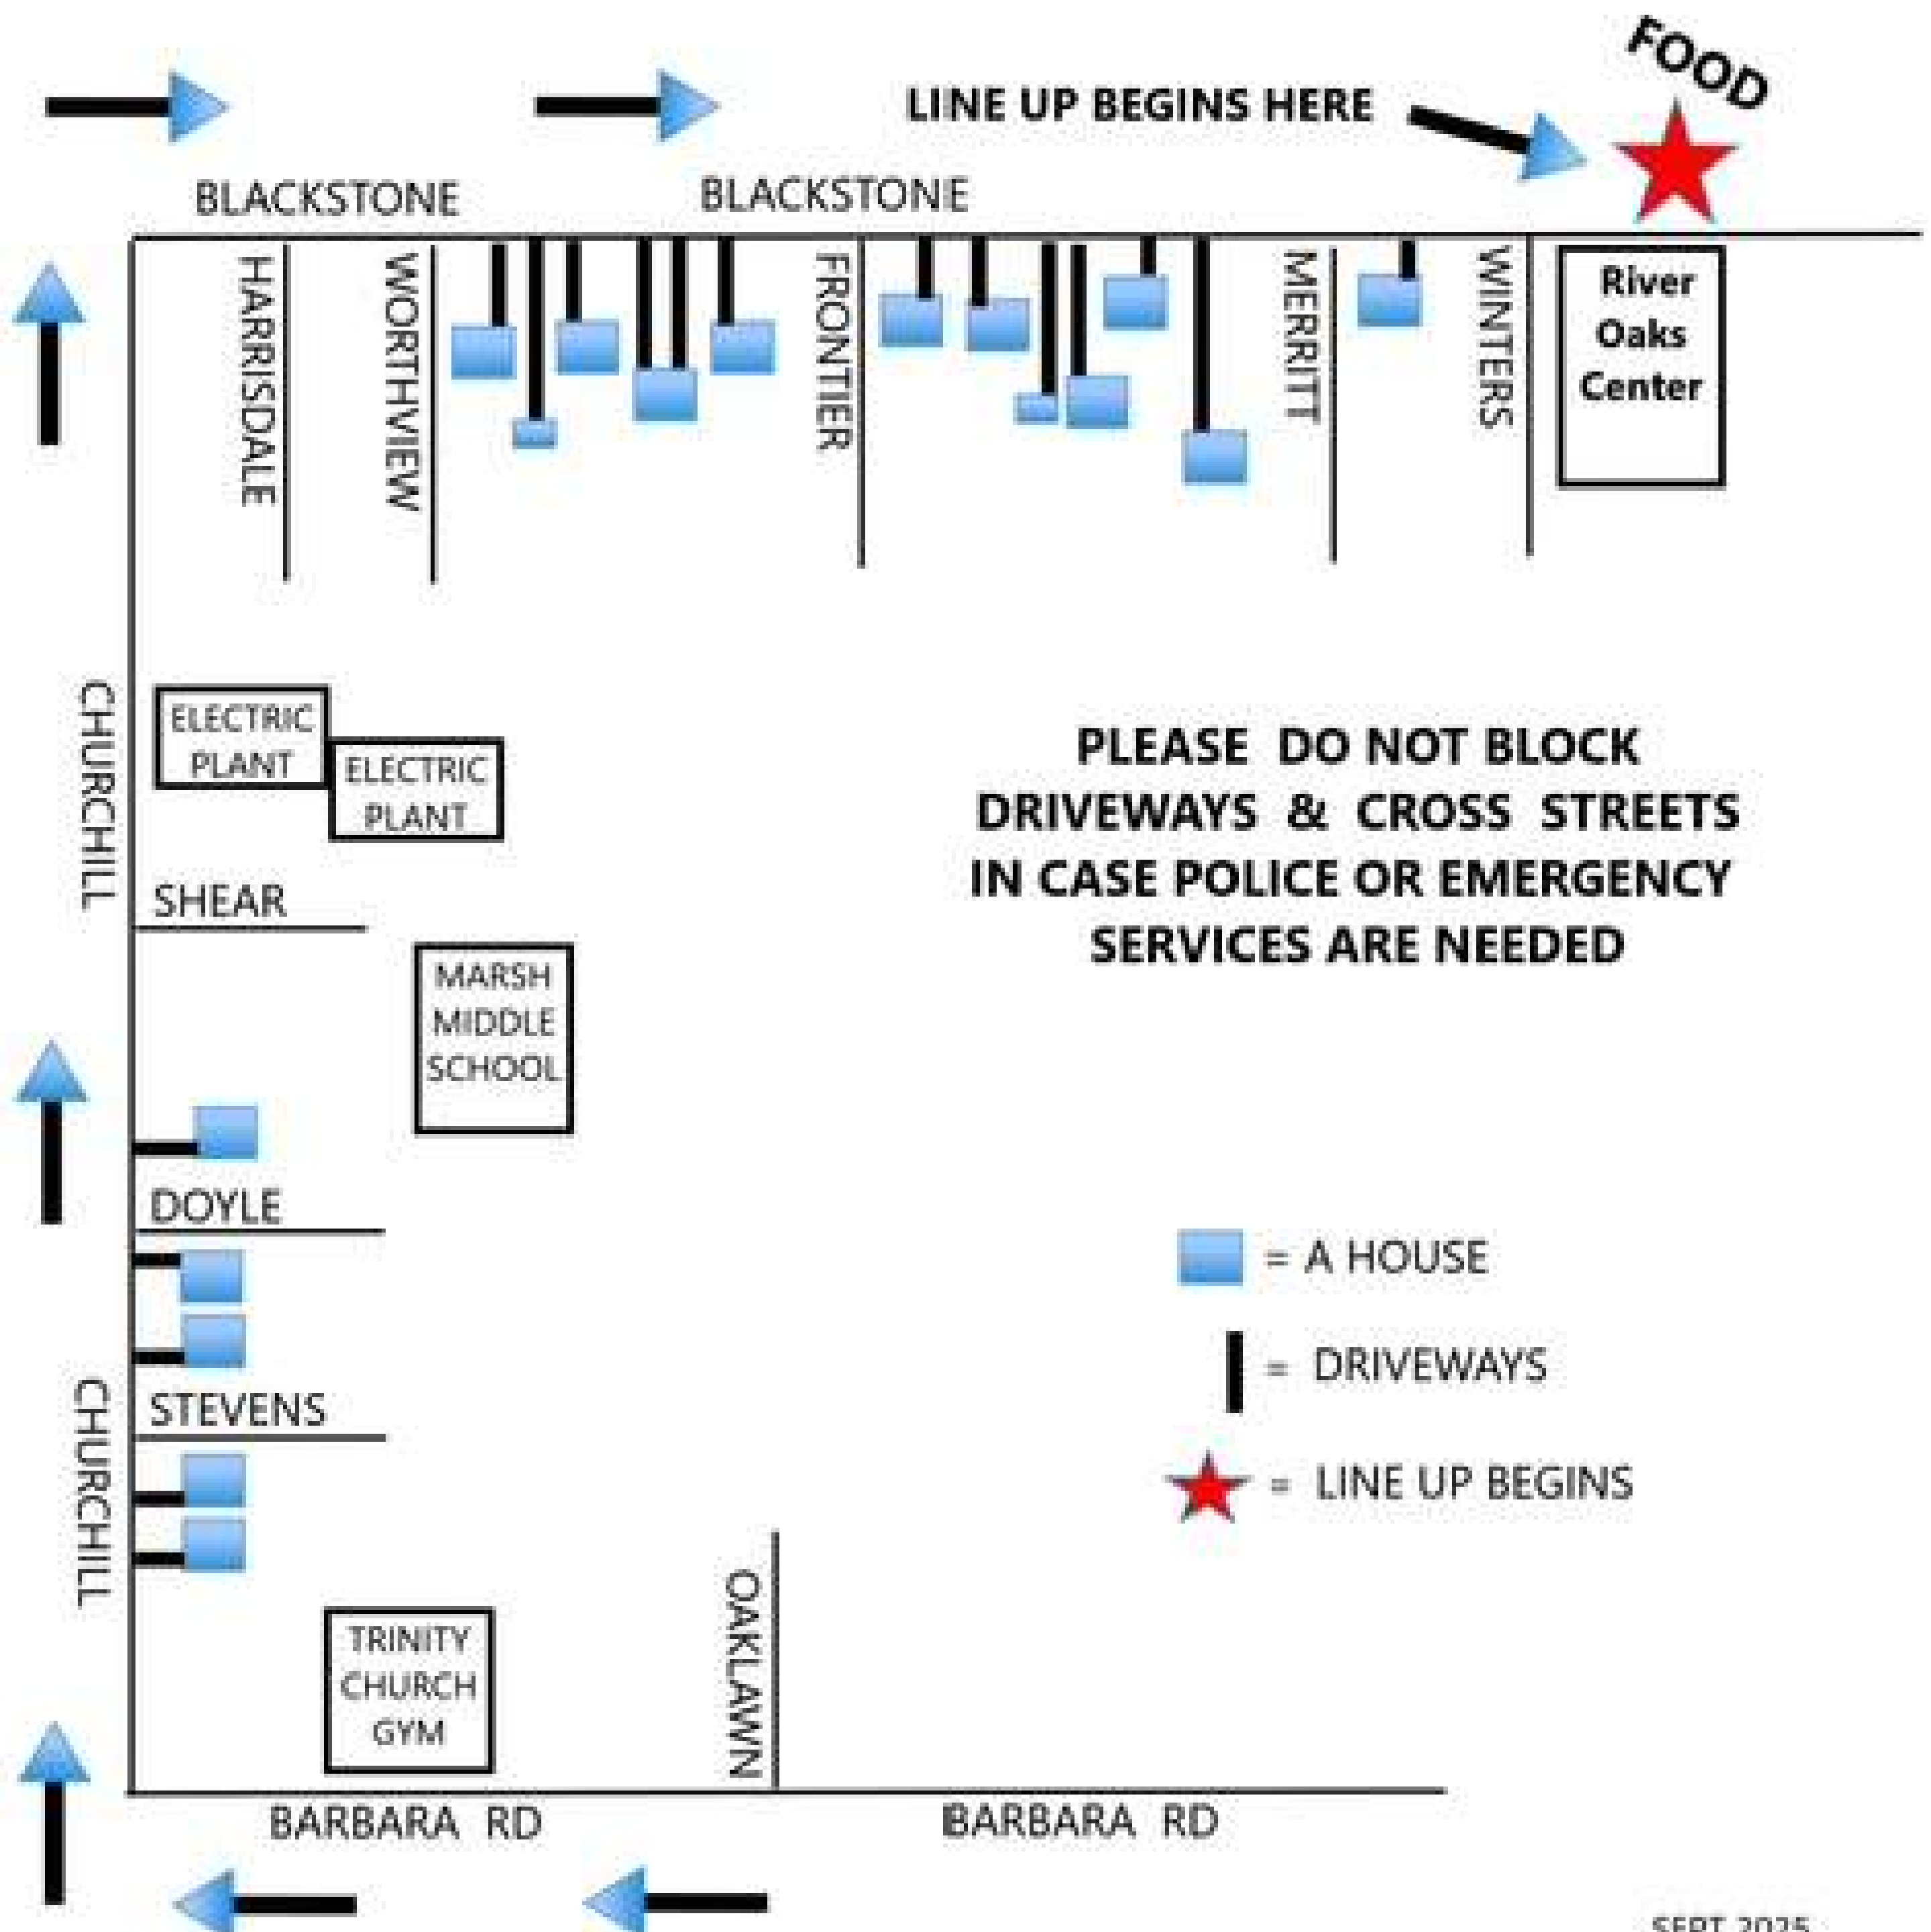 FOOD
LINE UP BEGINS HERE
BLACKSTONE
BLACKSTONE
HARRISDALE
WORTHVIEW
FRONTIER
MERRITT
WINTERS
River
Oaks
Center
CHURCHILL
ELECTRIC
PLANT
ELECTRIC
PLANT
PLEASE DO NOT BLOCK
DRIVEWAYS & CROSS STREETS
IN CASE POLICE OR EMERGENCY
SERVICES ARE NEEDED
SHEAR
MARSH
MIDDLE
SCHOOL
DOYLE
= A HOUSE
= DRIVEWAYS
STEVENS
CHURCHILL
= LINE UP BEGINS
OAKLAWN
TRINITY
CHURCH
GYM
BARBARA RD
BARBARA RD
SEPT 2025